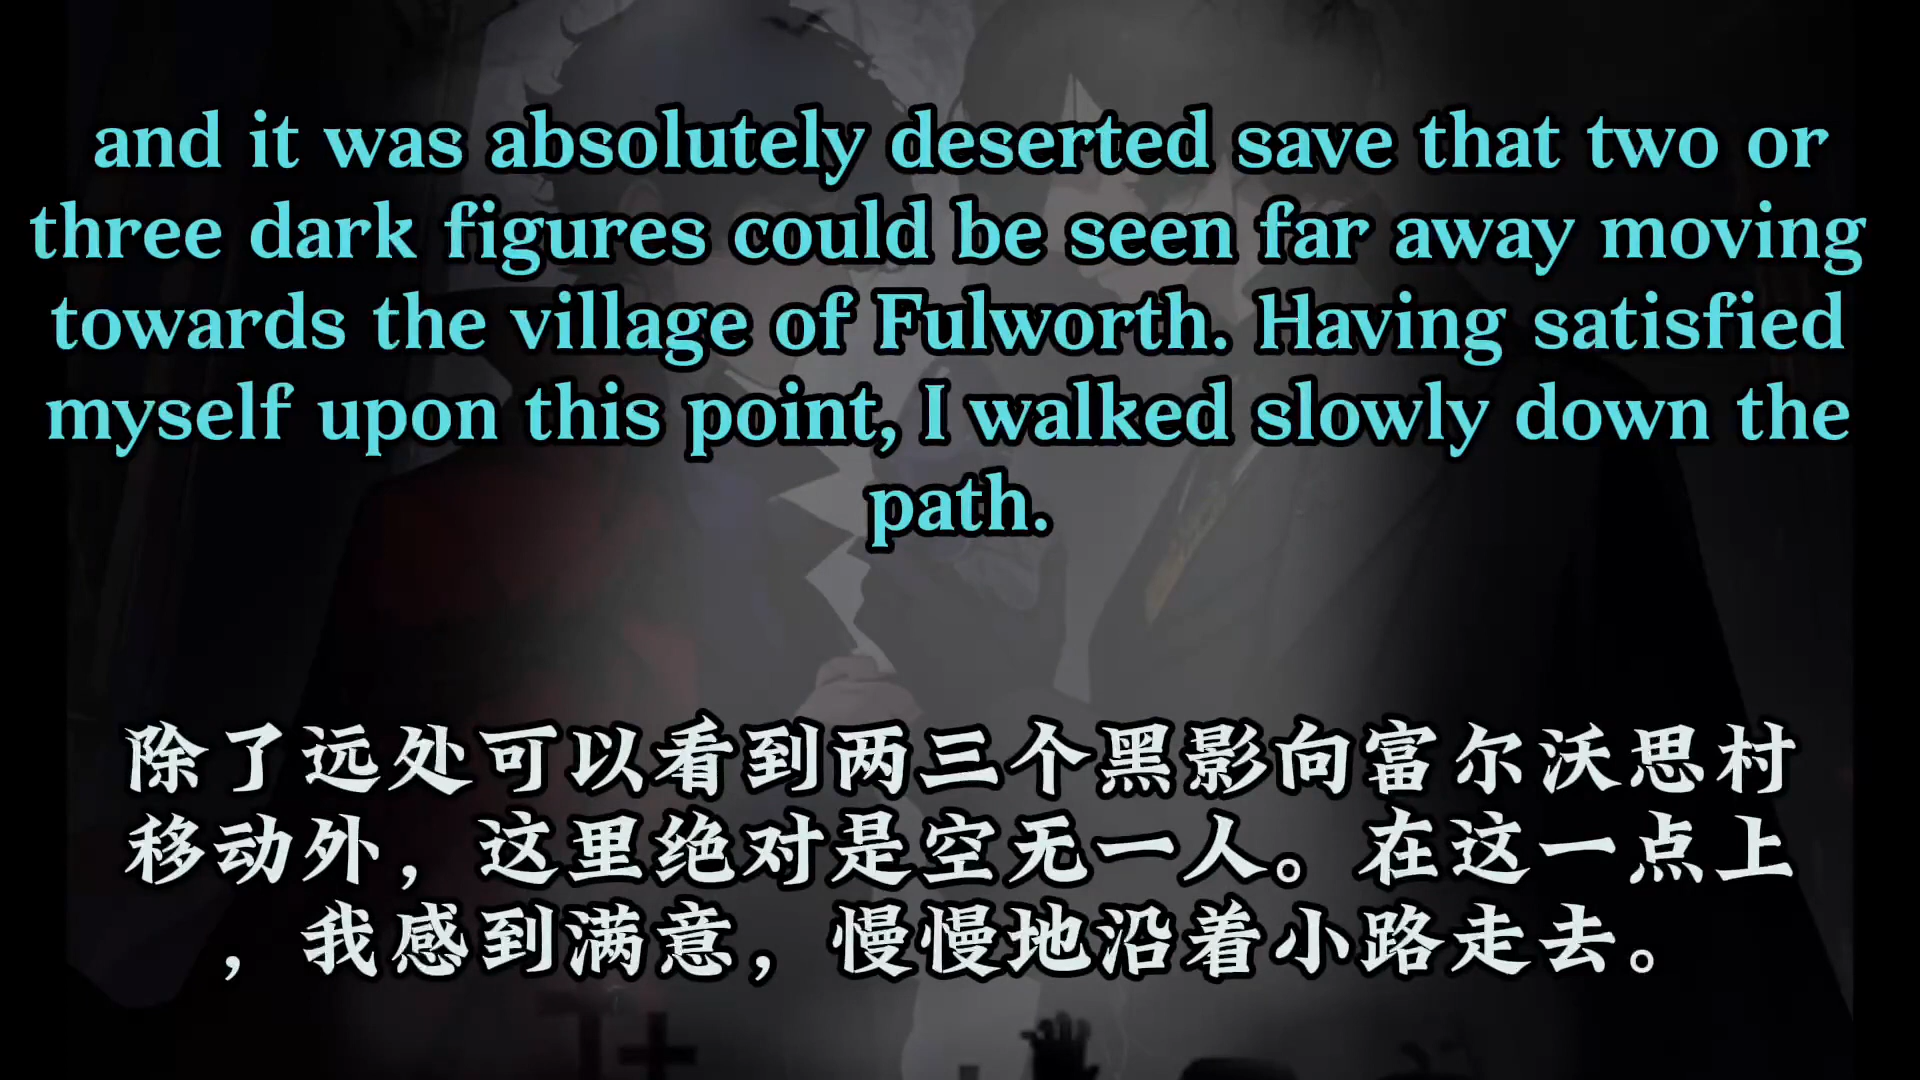 and it was absolutely deserted save that two or
three dark figures could be seen far away moving
towards the village of Fulworth. Having satisfied
myself upon this point, I walked slowly down the
path.
除了远处可以看到两三个黑影向富尔沃思村
移动外，这里绝对是空无一人。在这一点上
，我感到满意，慢慢地沿着小路走去。